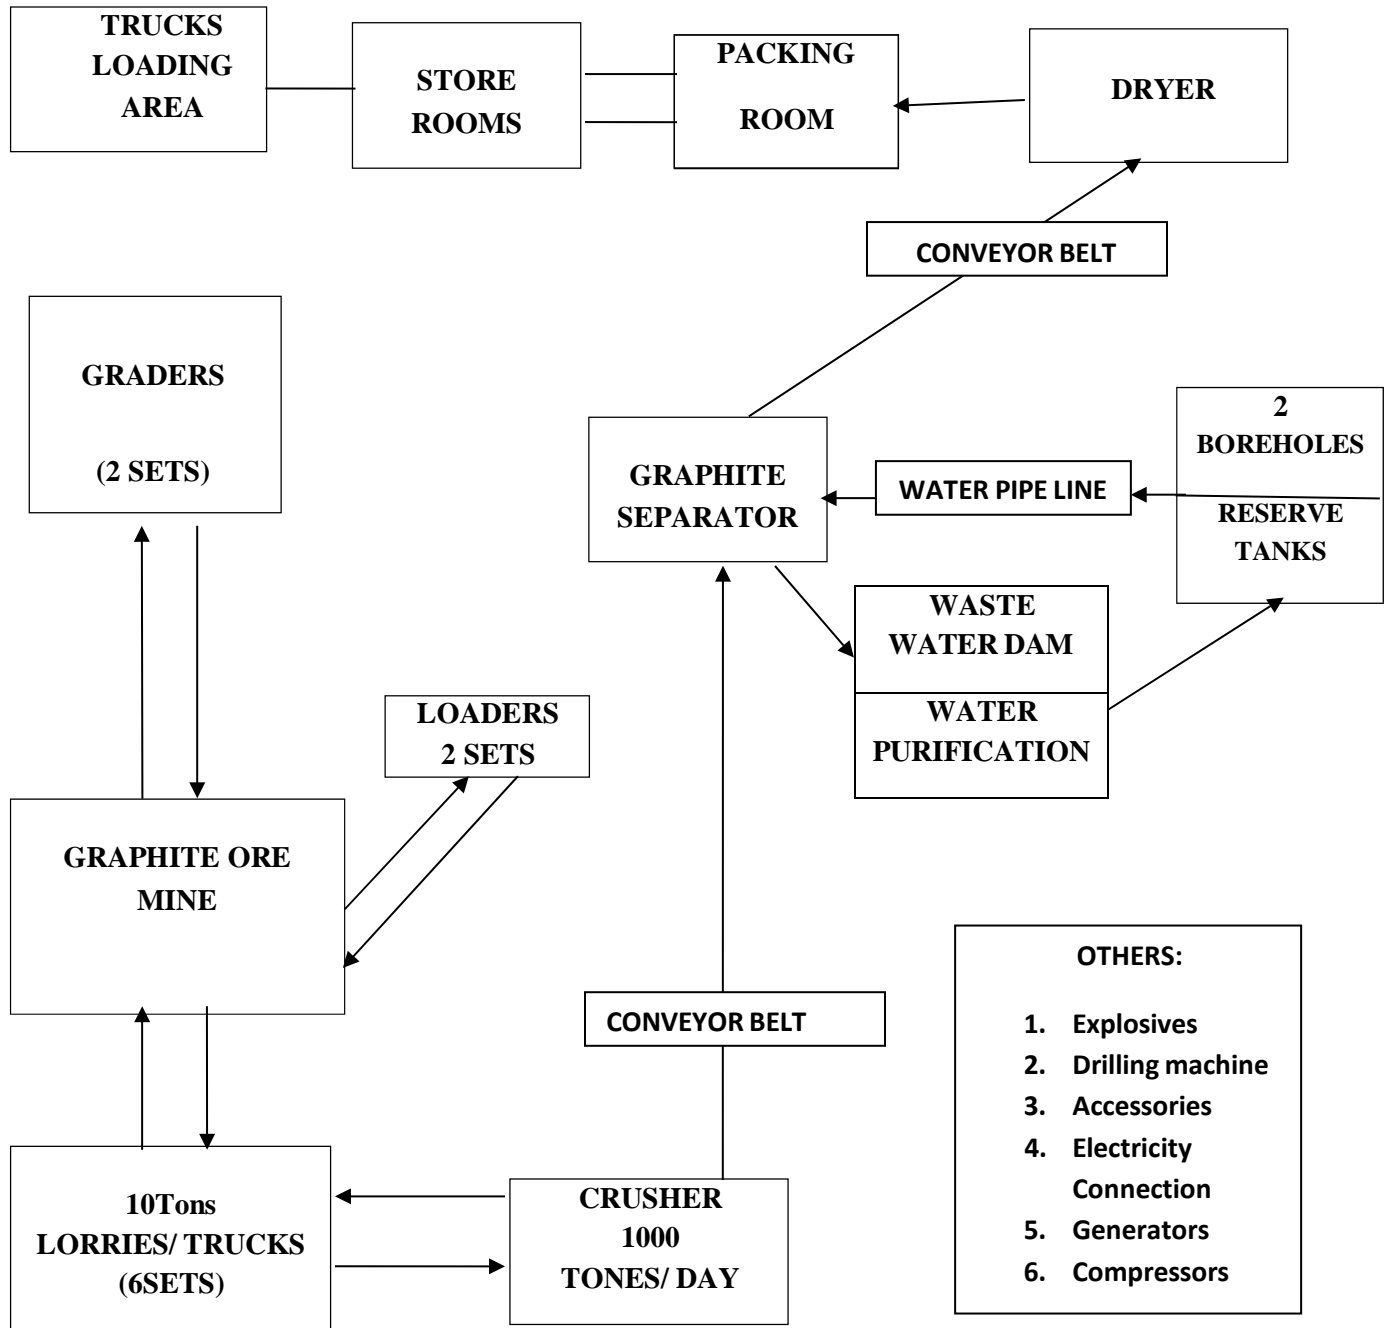 TRUCKS
LOADING
AREA
STORE
ROOMS
PACKING
ROOM
DRYER
CONVEYOR BELT
GRADERS
(2 SETS)
GRAPHITE
SEPARATOR
WATER PIPE LINE
2
BOREHOLES
RESERVE
TANKS
WASTE
WATER DAM
WATER
PURIFICATION
LOADERS
2 SETS
GRAPHITE ORE
MINE
CONVEYOR BELT
10Tons
LORRIES/ TRUCKS
(6SETS)
CRUSHER
1000
TONES/ DAY
OTHERS:
1. Explosives
2. Drilling machine
3. Accessories
4. Electricity
Connection
5. Generators
6. Compressors